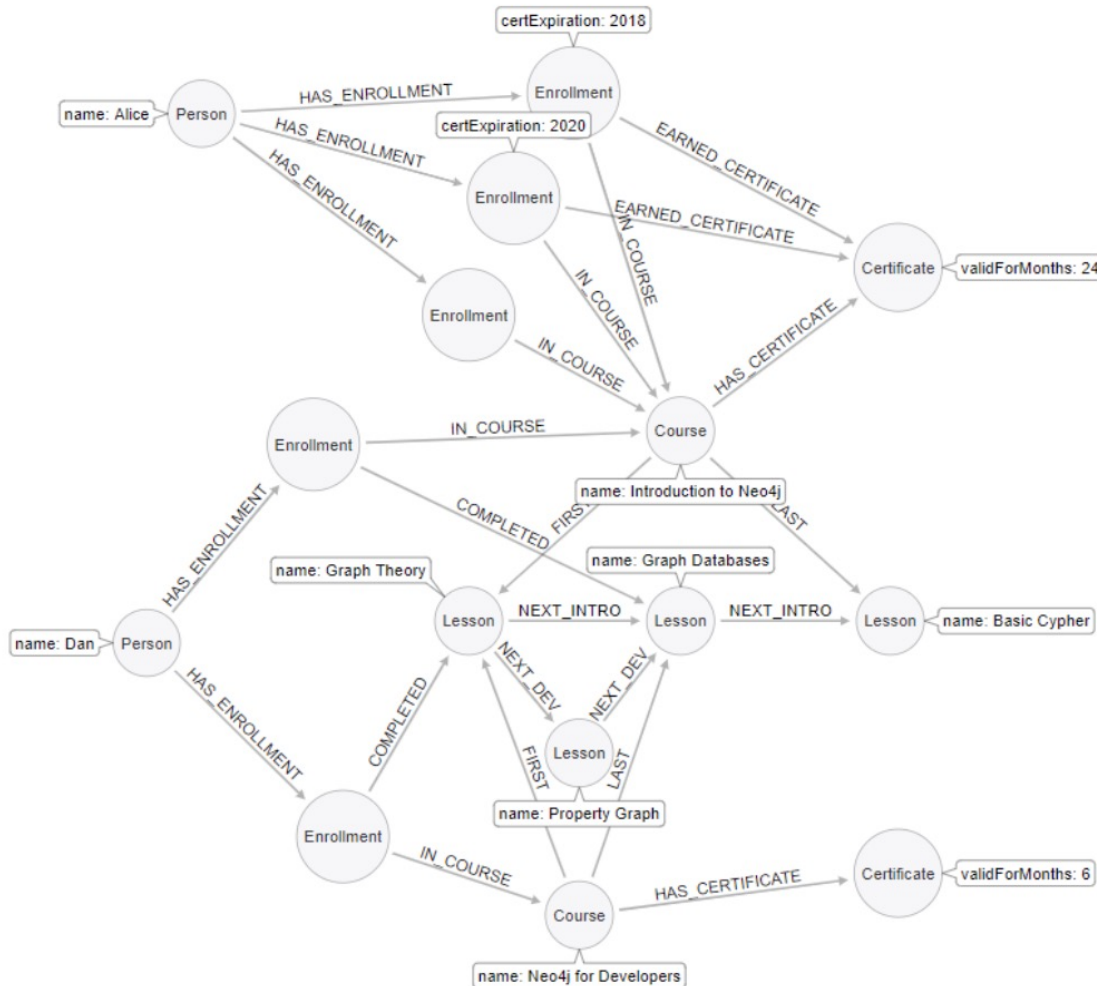 certExpiration: 2018
Enrollment
HAS_ENROLLMENT
name: Alice
Person
certExpiration: 2020
HAS_ENROLLMENT
EARNED_CERTIFICATE
HAS_ENROLLMENT
Enrollment
EARNED_CERTIFICATE
IN_COURSE
Certificate
validForMonths: 24
IN_COURSE
Enrollment
IN_COURSE
HAS_CERTIFICATE
Enrollment
IN_COURSE
Course
name: Introduction to Neo4j
HAS_ENROLLMENT
COMPLETED
FIRST
LAST
name: Graph Theory
name: Graph Databases
Lesson
NEXT_INTRO
Lesson
NEXT_INTRO
Lesson
name: Basic Cypher
name: Dan
Person
NEXT_DEV
NEXT_DEV
HAS_ENROLLMENT
COMPLETED
Lesson
FIRST
LAST
name: Property Graph
Enrollment
IN_COURSE
HAS_CERTIFICATE
Certificate
validForMonths: 6
Course
name: Neo4j for Developers